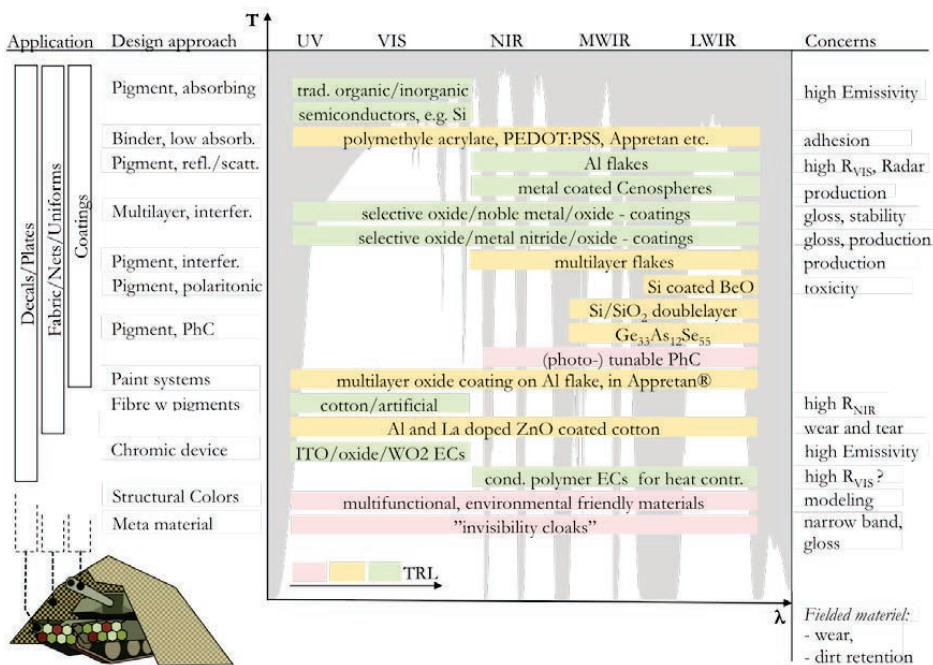 T
Application Design approach UV VIS NIR MWIR LWIR Concerns
Pigment, absorbing trad. organic/inorganic high Emissivity
semiconductors, e.g. Si
Binder, low absorb. polymethyle acrylate, PEDOT:PSS, Appretan etc. adhesion
Pigment, refl./scatt. Al flakes high R_VIS, Radar
metal coated Cenospheres production
Multilayer, interfer. selective oxide/noble metal/oxide - coatings gloss, stability
selective oxide/metal nitride/oxide - coatings gloss, production
Pigment, interfer. multilayer flakes production
Pigment, polaritonic Si coated BeO toxicity
Si/SiO₂ doublelayer
Pigment, PhC Ge₃₃As₁₂Se₅₅
(photo-) tunable PhC
Paint systems multilayer oxide coating on Al flake, in Appretan®
Fibre w pigments cotton/artificial high R_NIR
Al and La doped ZnO coated cotton wear and tear
Chromic device ITO/oxide/WO2 ECs high Emissivity
cond. polymer ECs for heat contr. high R_VIS ?
Structural Colors multifunctional, environmental friendly materials modeling
Meta material ”invisibility cloaks” narrow band,
gloss
Decals/Plates
Fabric/Nets/Uniforms
Coatings
TRL
λ
Fielded materiel:
- wear,
- dirt retention